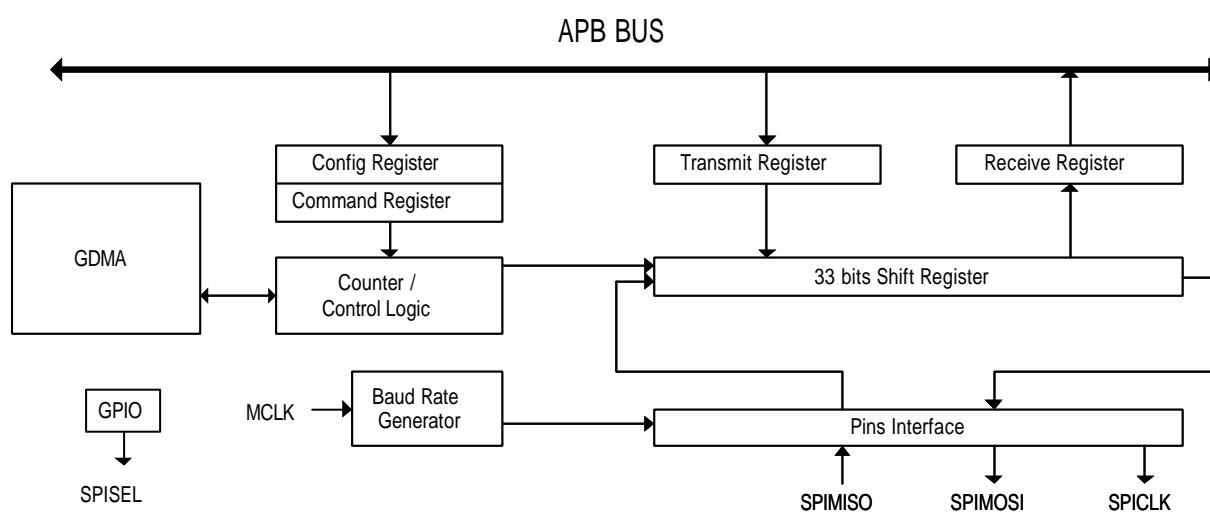 APB BUS
Config Register
Command Register
Transmit Register
Receive Register
GDMA
Counter /
Control Logic
33 bits Shift Register
GPIO
SPISEL
MCLK
Baud Rate
Generator
Pins Interface
SPIMISO
SPIMOSI
SPICLK